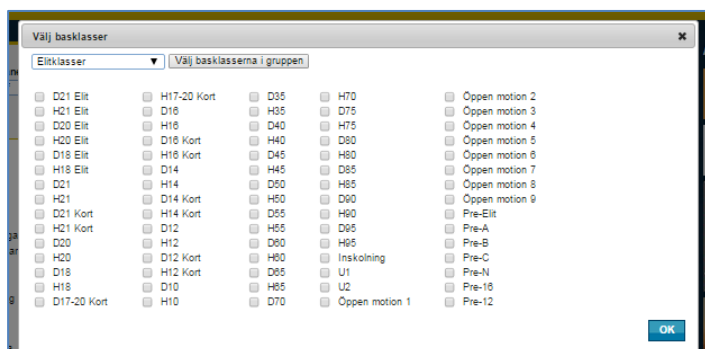 Välj basklasser
Elitklasser Välj basklasserna i gruppen
D21 Elit H17-20 Kort D35 H70 Öppen motion 2
H21 Elit D16 H35 D75 Öppen motion 3
D20 Elit H16 D40 H75 Öppen motion 4
H20 Elit D16 Kort H40 D80 Öppen motion 5
D18 Elit H16 Kort D45 H80 Öppen motion 6
H18 Elit D14 H45 D85 Öppen motion 7
D21 H14 D50 H85 Öppen motion 8
H21 D14 Kort H50 D90 Öppen motion 9
D21 Kort H14 Kort D55 H90 Pre-Elit
H21 Kort D12 H55 D95 Pre-A
D20 H12 D60 H95 Pre-B
H20 D12 Kort H60 Inskolning Pre-C
D18 H12 Kort D65 U1 Pre-N
H18 D10 H65 U2 Pre-16
D17-20 Kort H10 D70 Öppen motion 1 Pre-12
OK